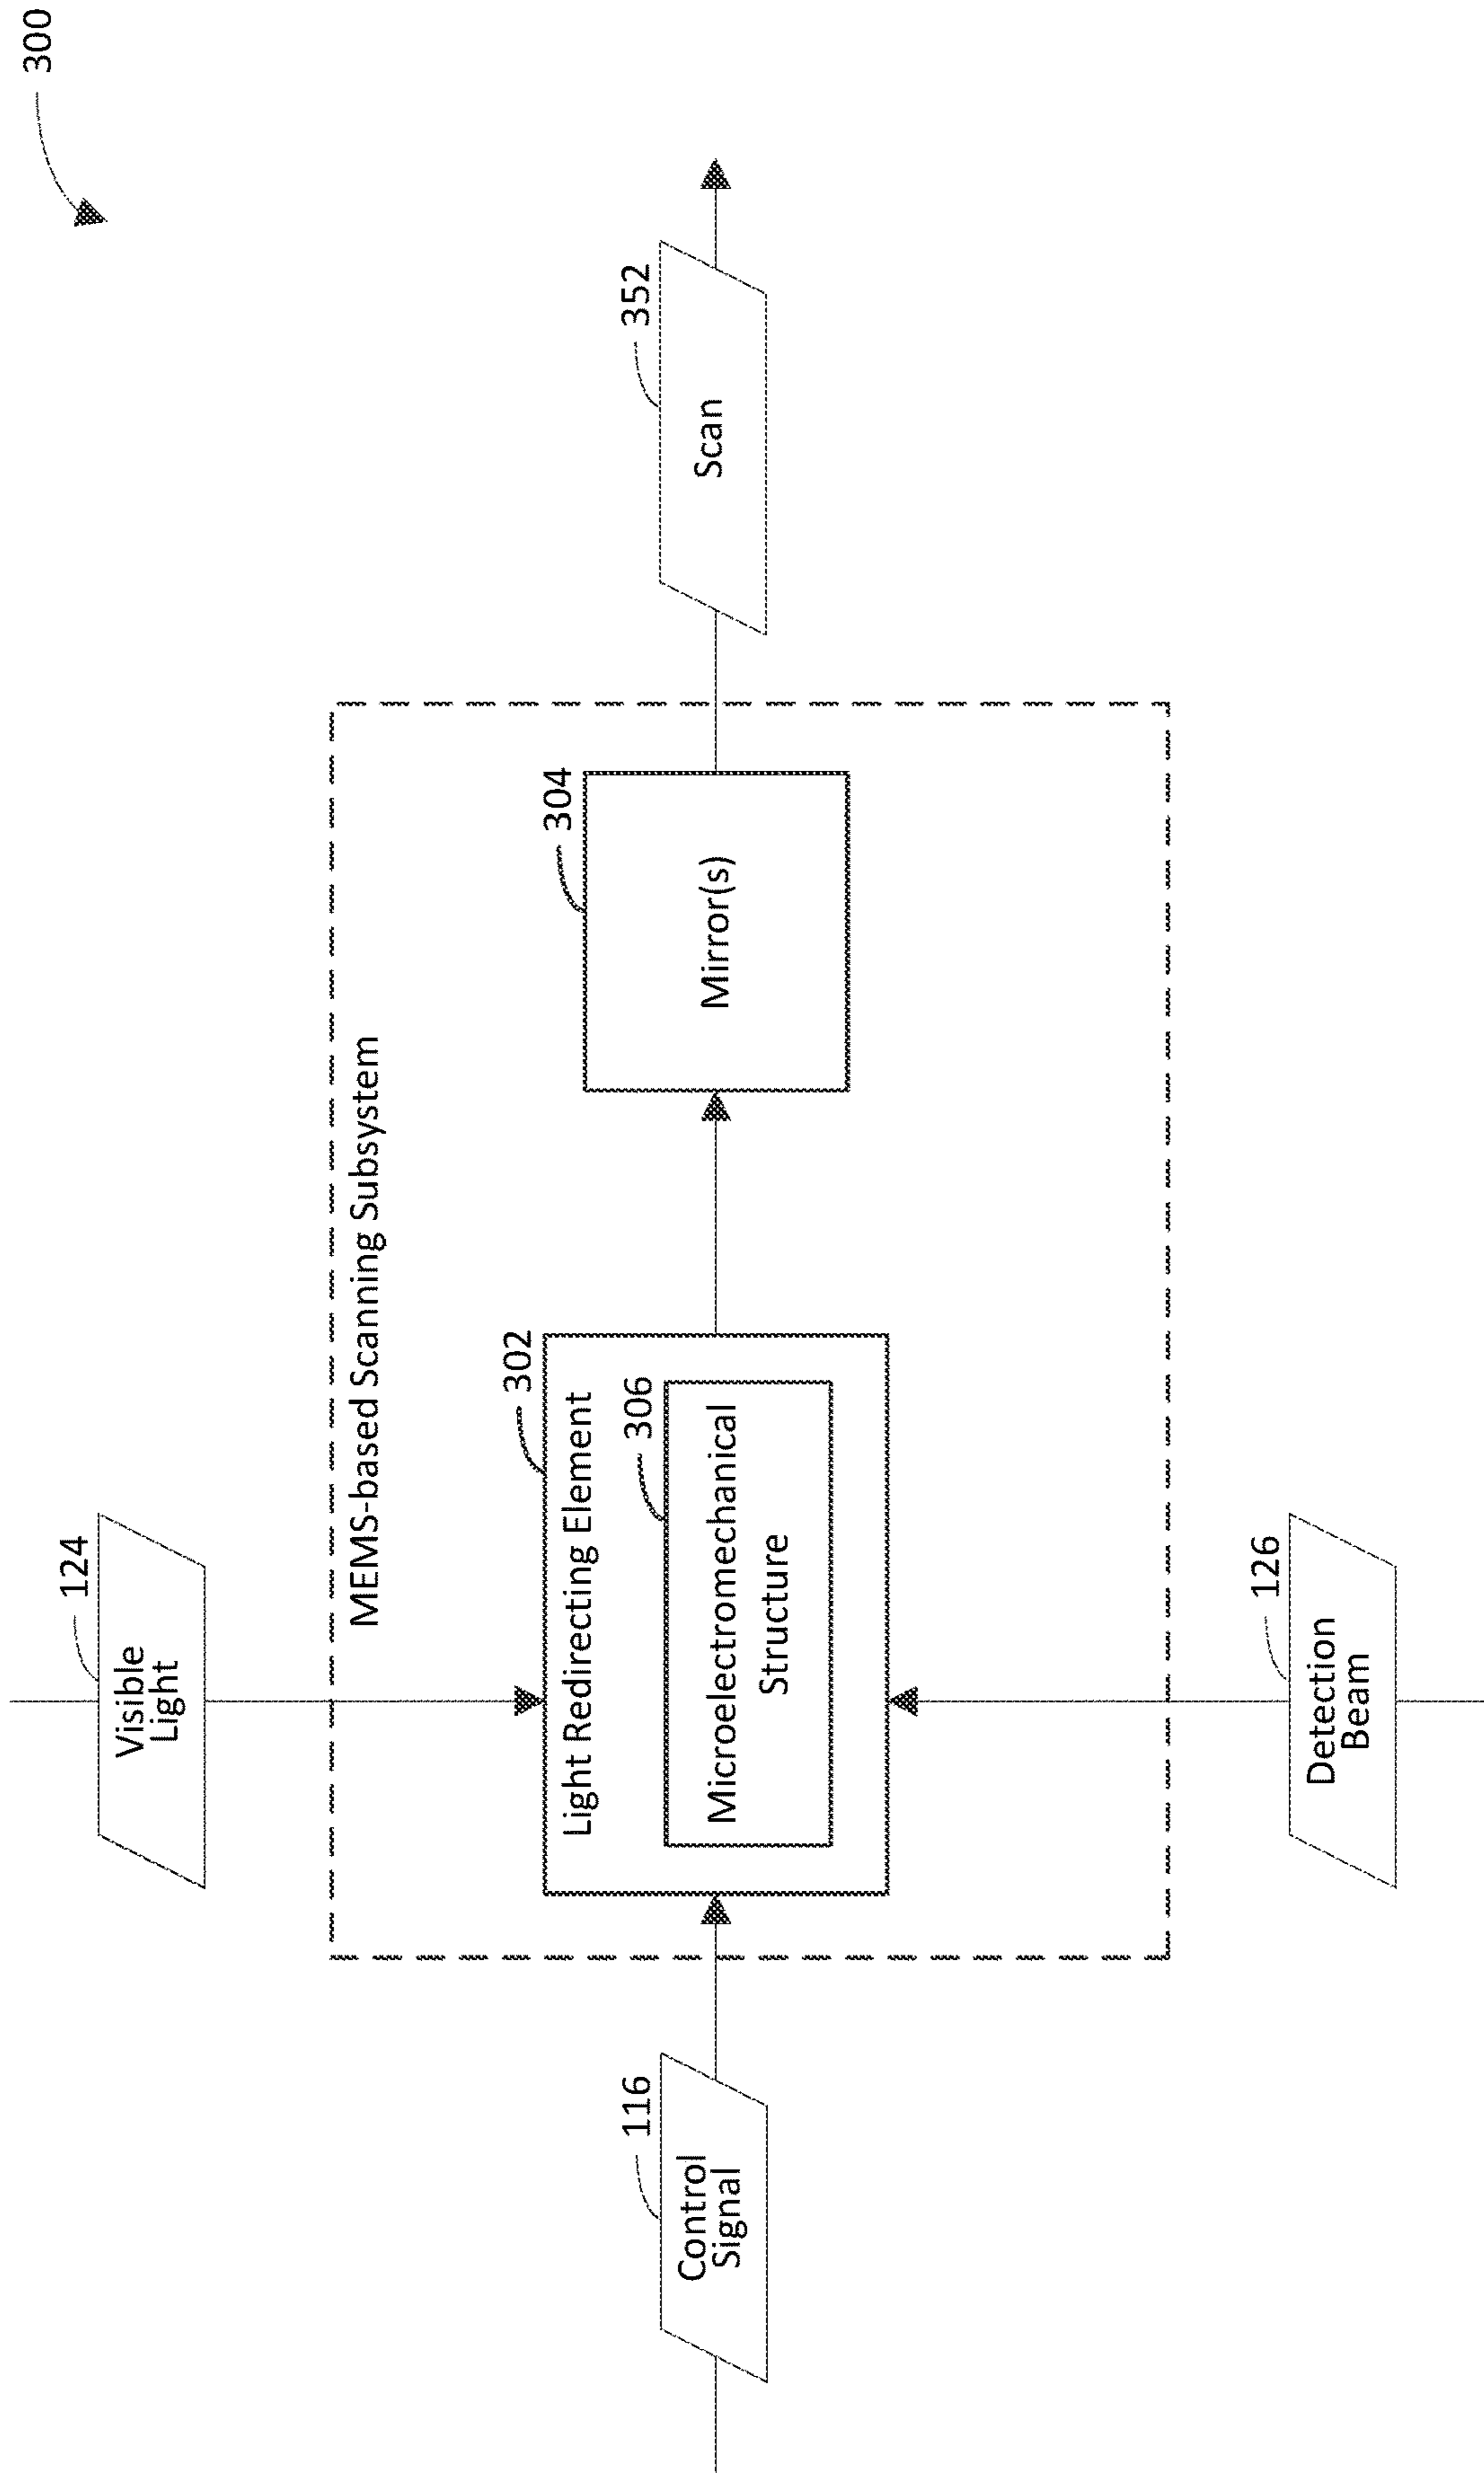 300
124
Visible
Light
MEMS-based Scanning Subsystem
302
Light Redirecting Element
306
Microelectromechanical
Structure
304
Mirror(s)
116
Control
Signal
352
Scan
126
Detection
Beam